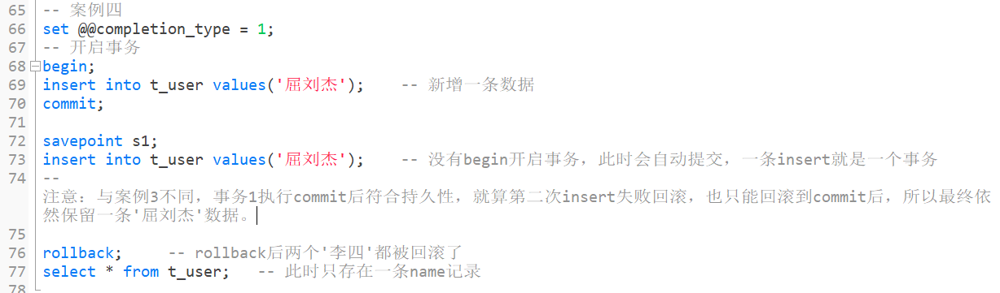 65 -- 案例四
66 set @@completion_type = 1;
67 -- 开启事务
68 begin;
69 insert into t_user values('屈刘杰'); -- 新增一条数据
70 commit;
71
72 savepoint s1;
73 insert into t_user values('屈刘杰'); -- 没有begin开启事务，此时会自动提交，一条insert就是一个事务
74 --
注意：与案例3不同，事务1执行commit后符合持久性，就算第二次insert失败回滚，也只能回滚到commit后，所以最终依
然保留一条'屈刘杰'数据。
75
76 rollback; -- rollback后两个'李四'都被回滚了
77 select * from t_user; -- 此时只存在一条name记录
78